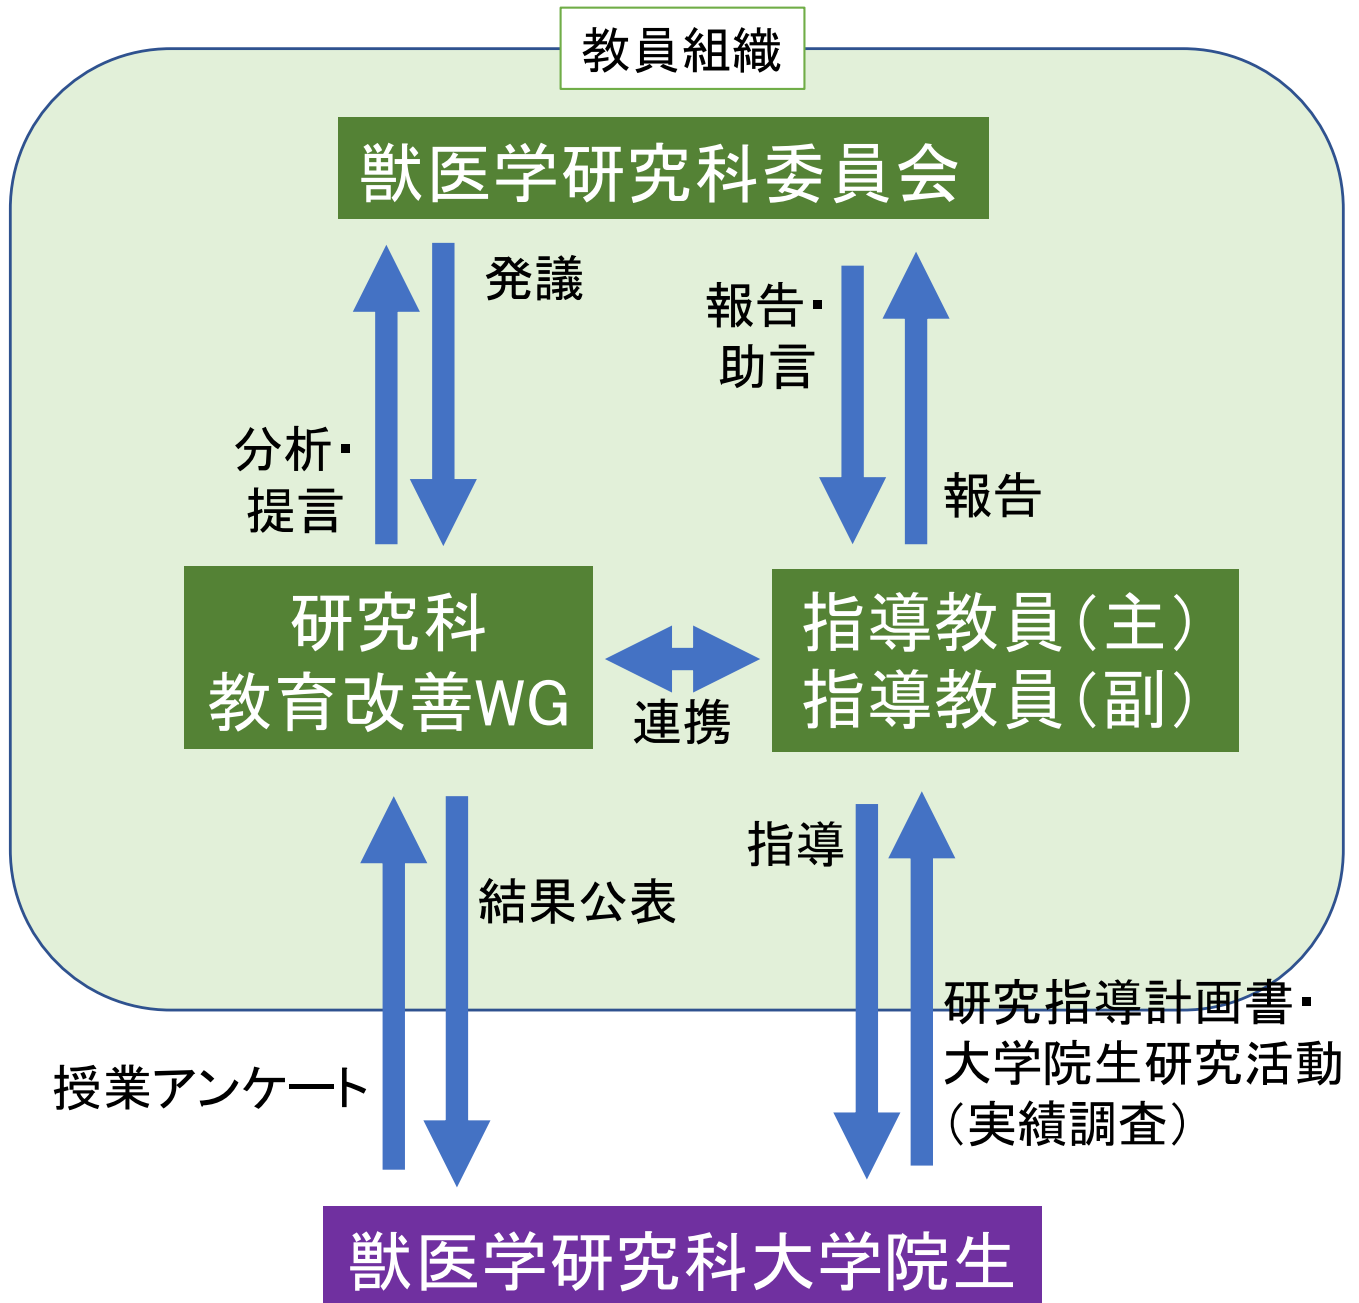 教員組織
獣医学研究科委員会
発議
報告・
助言
分析・
提言
報告
研究科
教育改善WG
指導教員(主)
指導教員(副)
連携
指導
結果公表
研究指導計画書・
大学院生研究活動
(実績調査)
授業アンケート
獣医学研究科大学院生